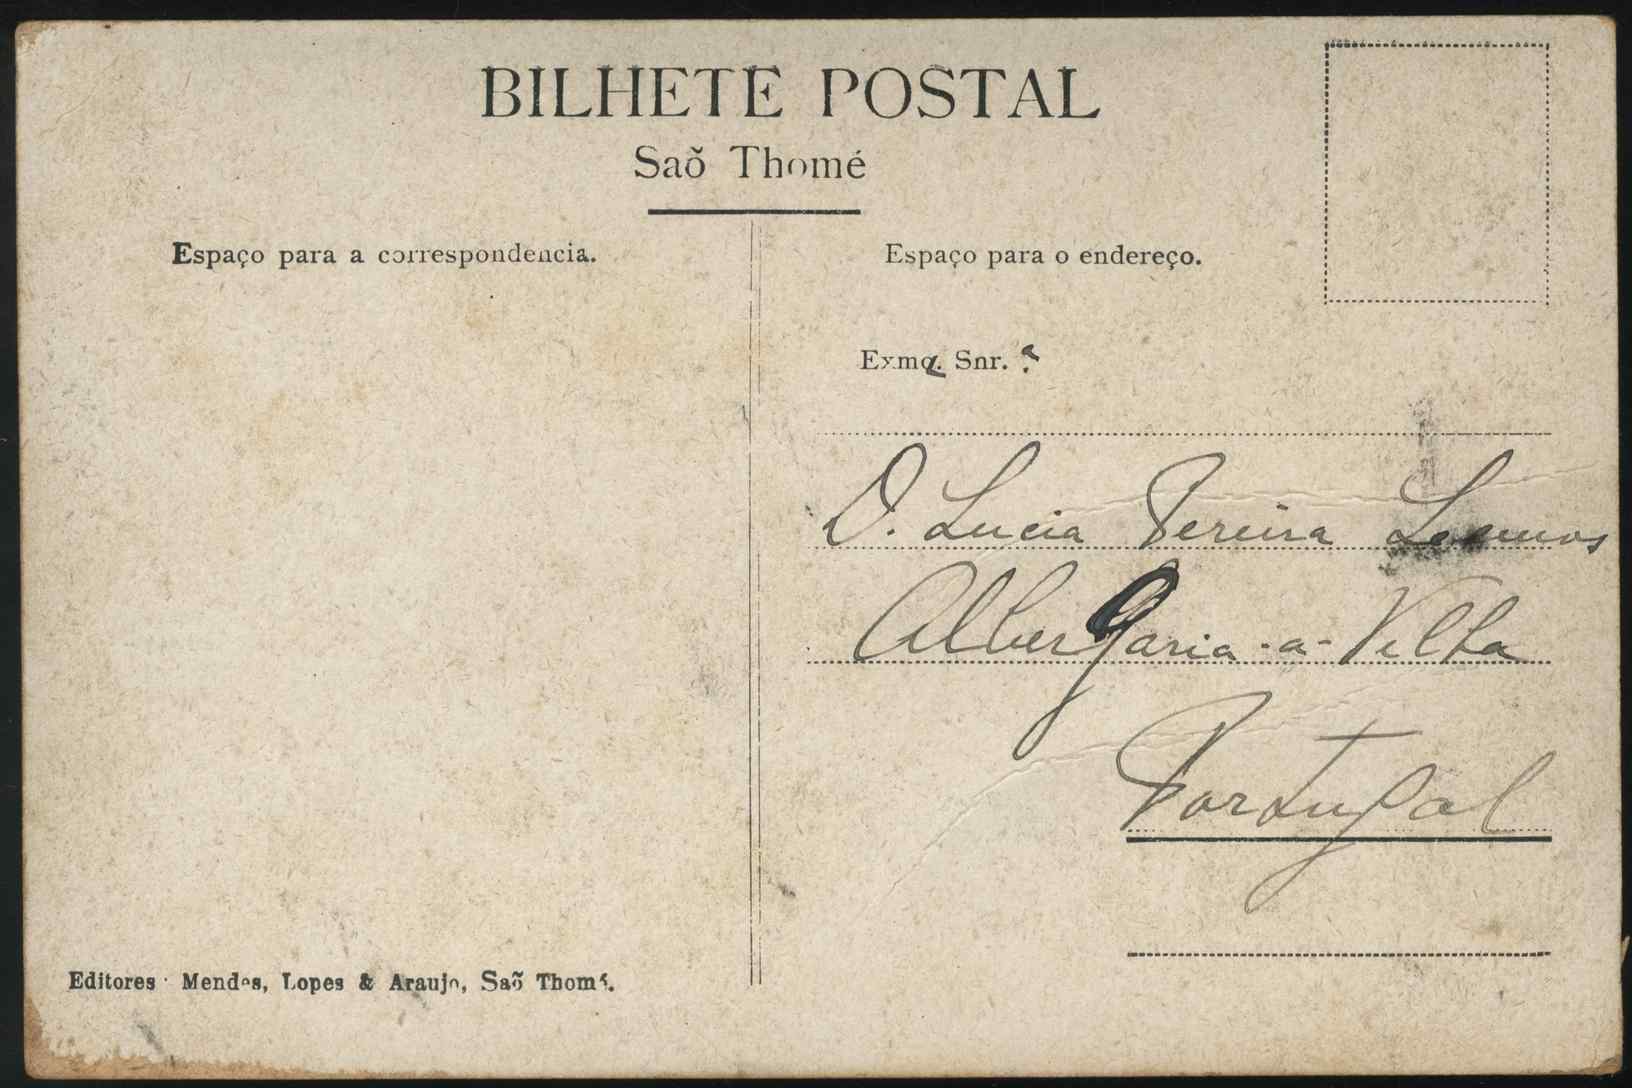 BILHETE POSTAL
Saõ Thomé
Espaço para a correspondencia.
Espaço para o endereço.
Exma. Snr.ª
D. Lucia Pereira Lemos
Albergaria-a-Velha
Portugal
Editores: Mendes, Lopes & Araujo, Saõ Thomé.